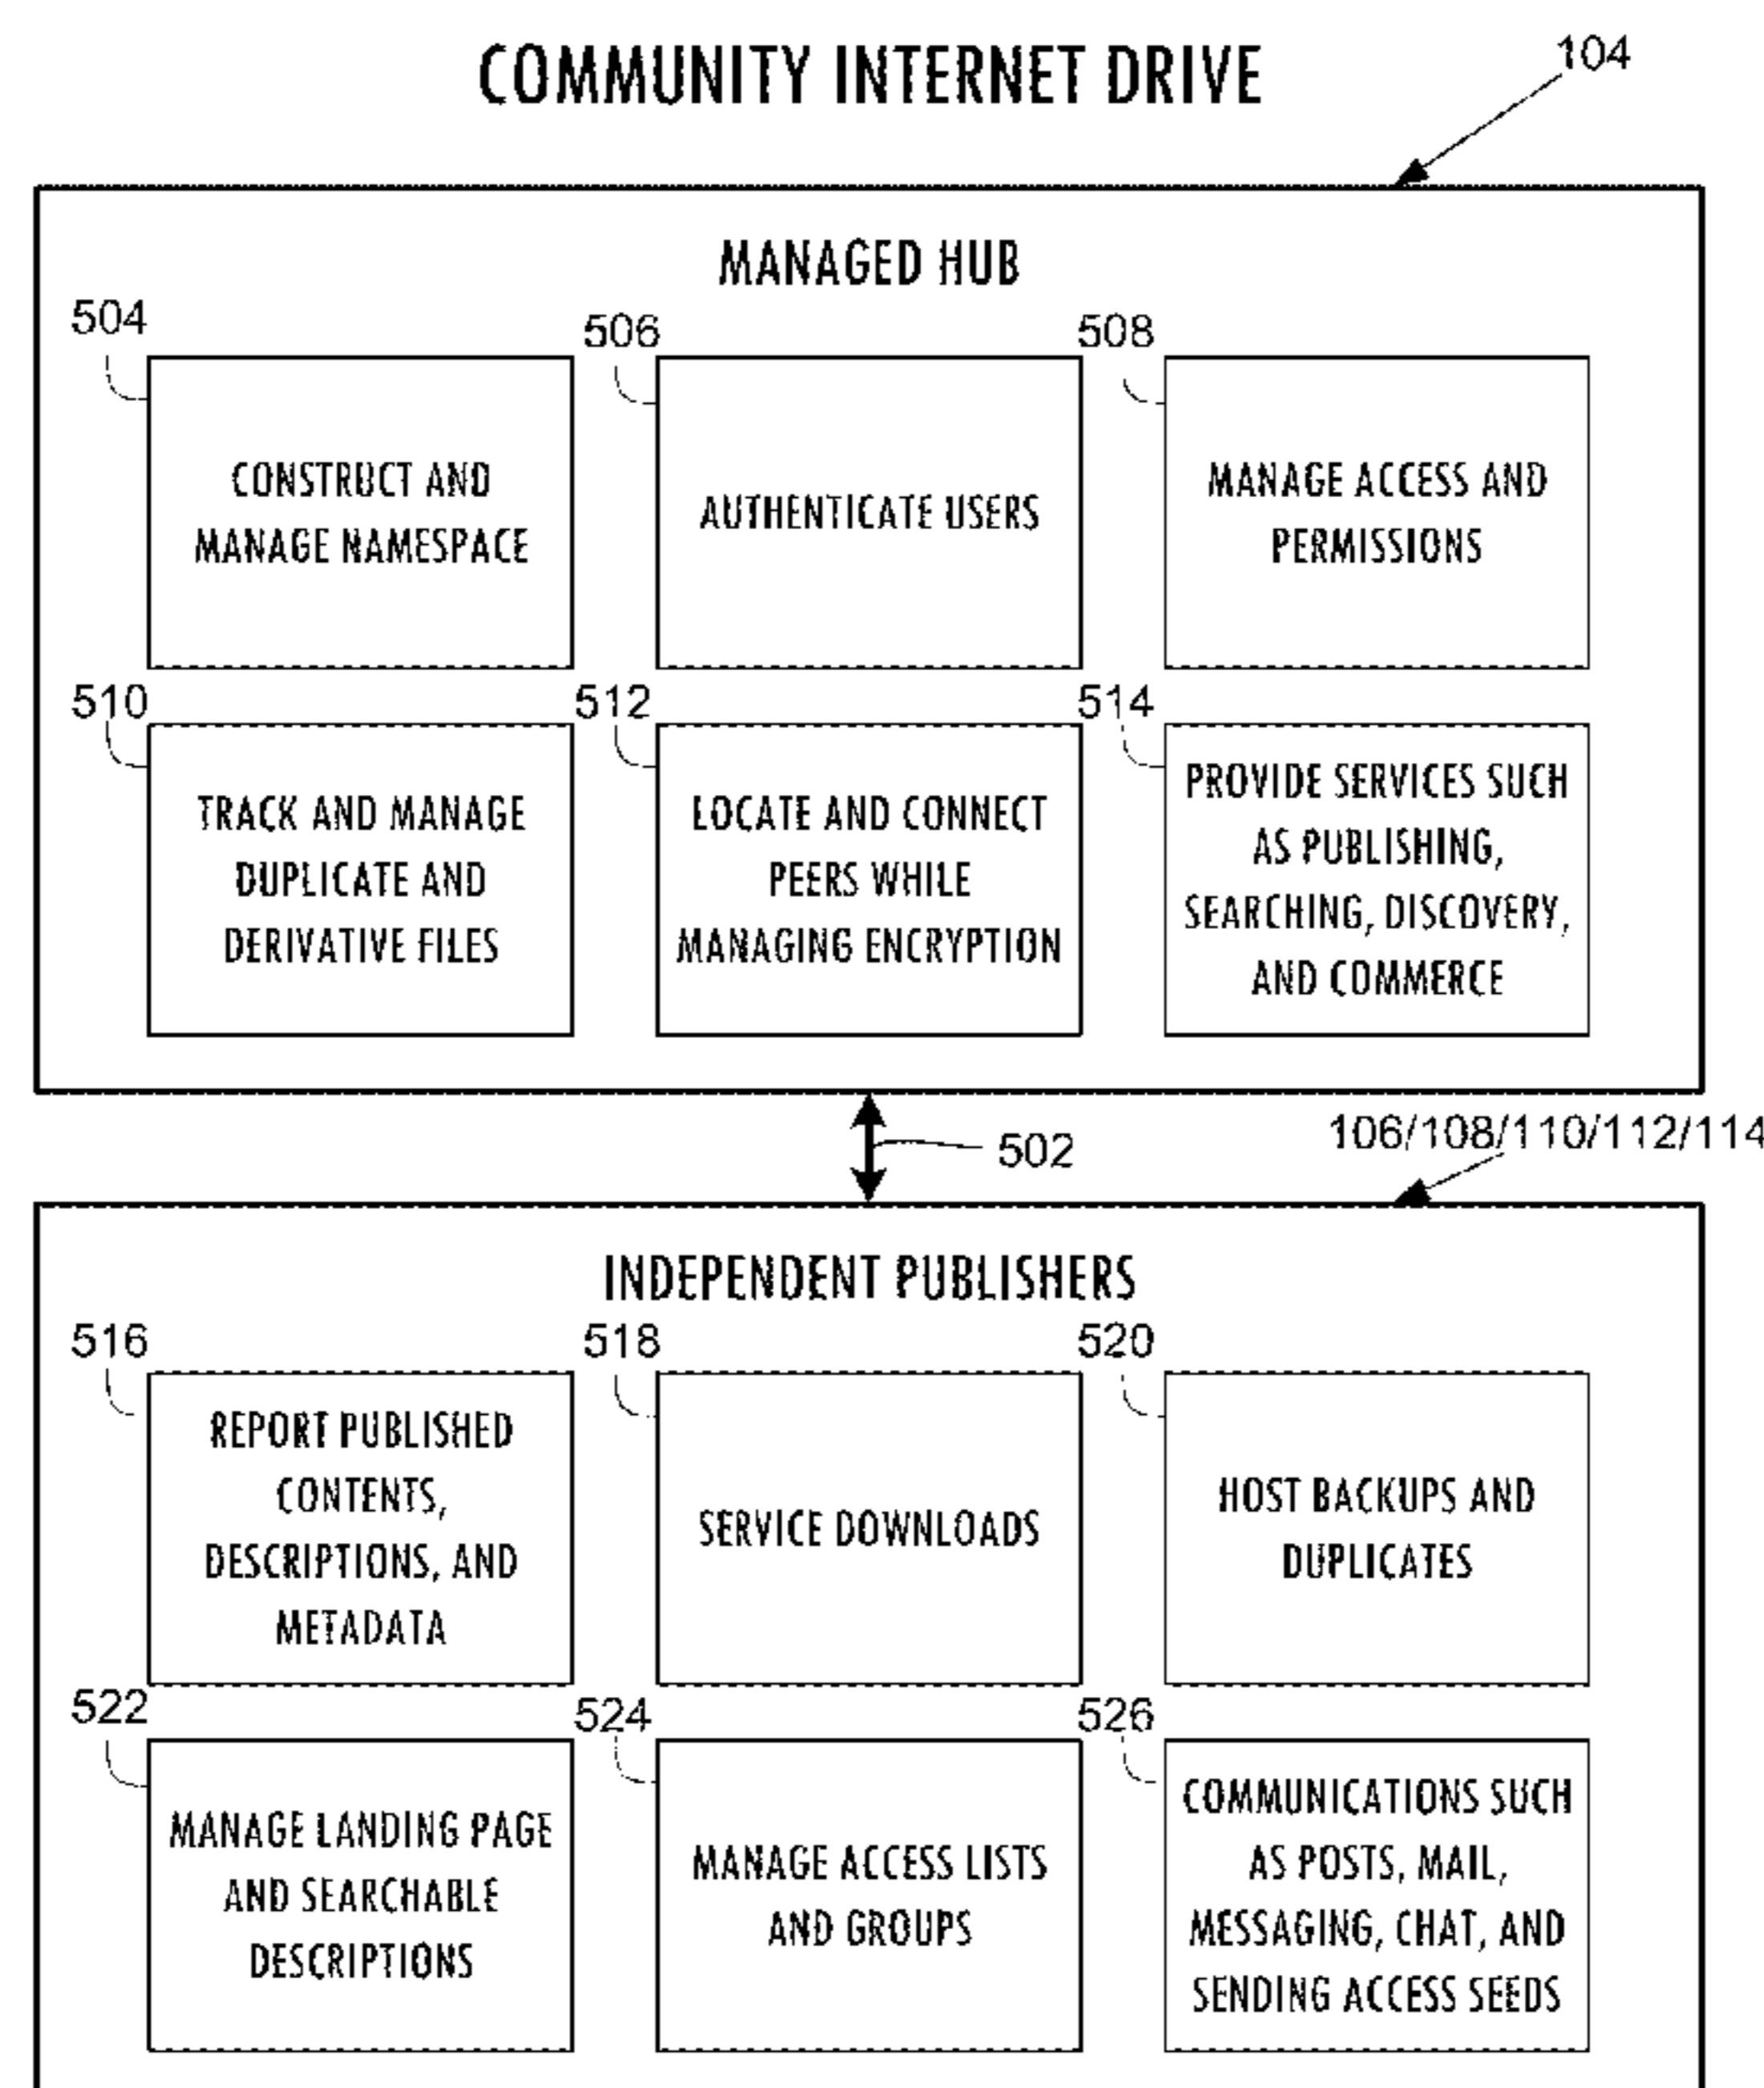 COMMUNITY INTERNET DRIVE
104
MANAGED HUB
504
CONSTRUCT AND
MANAGE NAMESPACE
506
AUTHENTICATE USERS
508
MANAGE ACCESS AND
PERMISSIONS
510
TRACK AND MANAGE
DUPLICATE AND
DERIVATIVE FILES
512
LOCATE AND CONNECT
PEERS WHILE
MANAGING ENCRYPTION
514
PROVIDE SERVICES SUCH
AS PUBLISHING,
SEARCHING, DISCOVERY,
AND COMMERCE
502
106/108/110/112/114
INDEPENDENT PUBLISHERS
516
REPORT PUBLISHED
CONTENTS,
DESCRIPTIONS, AND
METADATA
518
SERVICE DOWNLOADS
520
HOST BACKUPS AND
DUPLICATES
522
MANAGE LANDING PAGE
AND SEARCHABLE
DESCRIPTIONS
524
MANAGE ACCESS LISTS
AND GROUPS
526
COMMUNICATIONS SUCH
AS POSTS, MAIL,
MESSAGING, CHAT, AND
SENDING ACCESS SEEDS